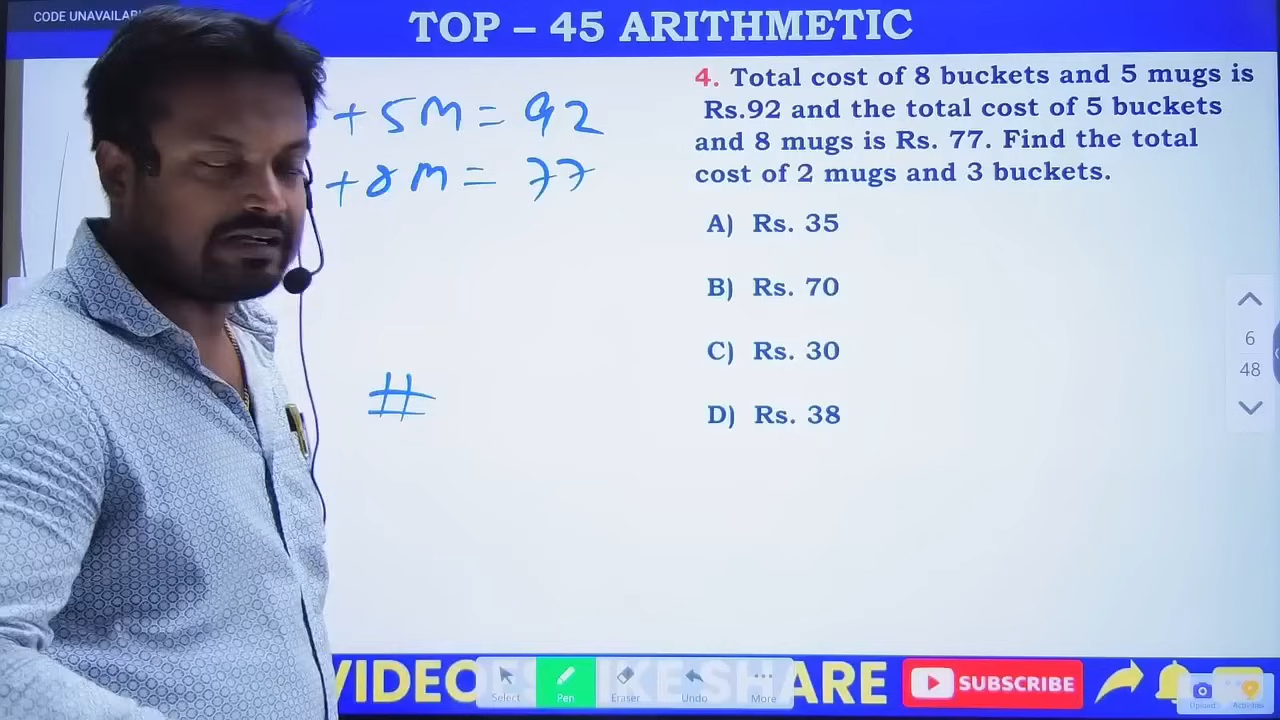 CODE UNAVAILAB
TOP – 45 ARITHMETIC
+ 5M = 92
+ 8M = 77
#
4. Total cost of 8 buckets and 5 mugs is
Rs.92 and the total cost of 5 buckets
and 8 mugs is Rs. 77. Find the total
cost of 2 mugs and 3 buckets.
A) Rs. 35
B) Rs. 70
C) Rs. 30
D) Rs. 38
6
48
VIDEO
SHARE
SUBSCRIBE
Select
Pen
Eraser
Undo
More
Upload